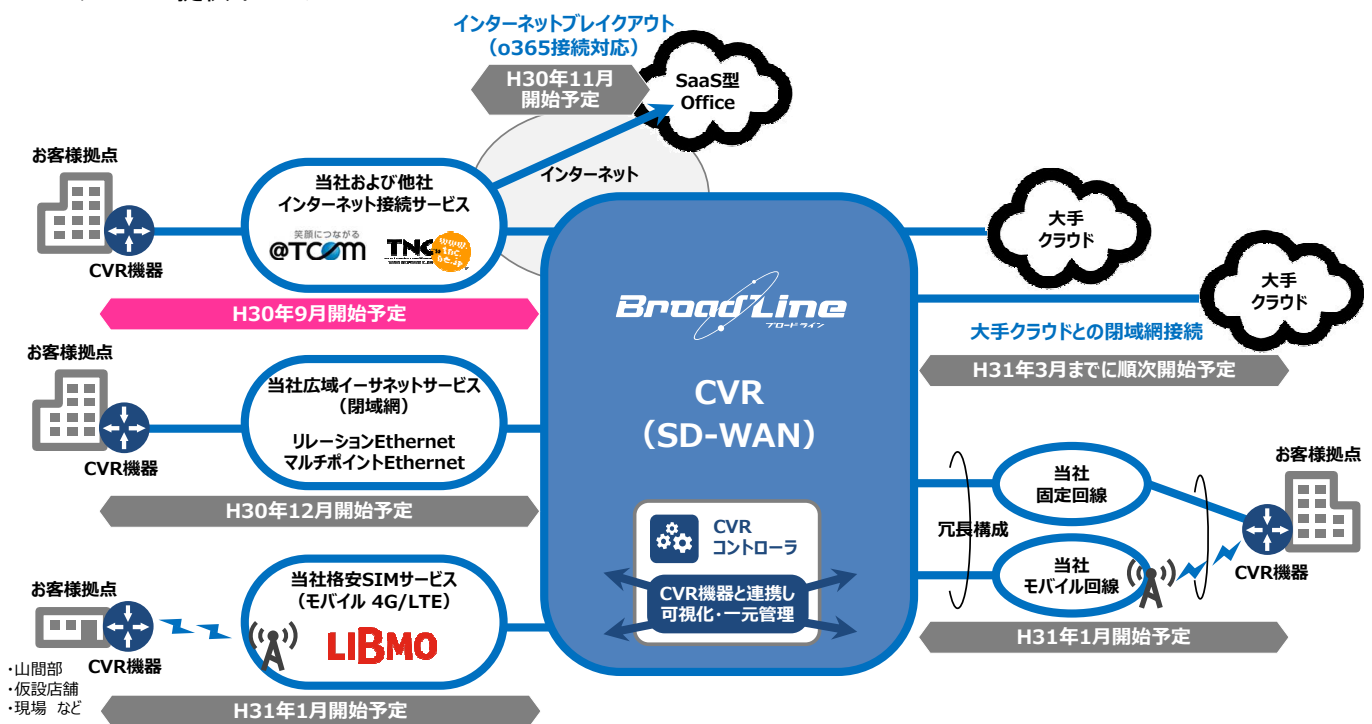 インターネットブレイクアウト
（o365接続対応）
H30年11月
開始予定
SaaS型
Office
インターネット
お客様拠点
CVR機器
当社および他社
インターネット接続サービス
笑顔につながる
@TCOM
TNC
www.
tnc.
ne.jp
H30年9月開始予定
お客様拠点
CVR機器
当社広域イーサネットサービス
（閉域網）
リレーションEthernet
マルチポイントEthernet
H30年12月開始予定
お客様拠点
CVR機器
・山間部
・仮設店舗
・現場 など
当社格安SIMサービス
（モバイル 4G/LTE）
LIBMO
H31年1月開始予定
BroadLine
ブロードライン
CVR
（SD-WAN）
CVR
コントローラ
CVR機器と連携し
可視化・一元管理
大手
クラウド
大手
クラウド
大手クラウドとの閉域網接続
H31年3月までに順次開始予定
冗長構成
当社
固定回線
当社
モバイル回線
お客様拠点
CVR機器
H31年1月開始予定